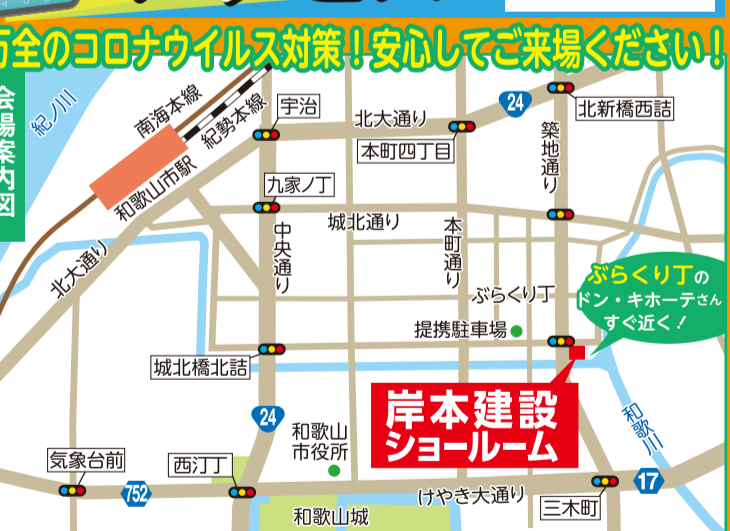 万全のコロナウイルス対策！安心してご来場ください！
会場案内図
紀ノ川
南海本線
紀勢本線
和歌山市駅
宇治
北大通り
24
北新橋西詰
本町四丁目
築地通り
九家ノ丁
城北通り
中央通り
本町通り
北大通り
ぶらくり丁
ぶらくり丁の
ドン・キホーテさん
すぐ近く！
提携駐車場
城北橋北詰
岸本建設
ショールーム
24
和歌山
市役所
和歌川
気象台前
752
西汀丁
けやき大通り
17
三木町
和歌山城